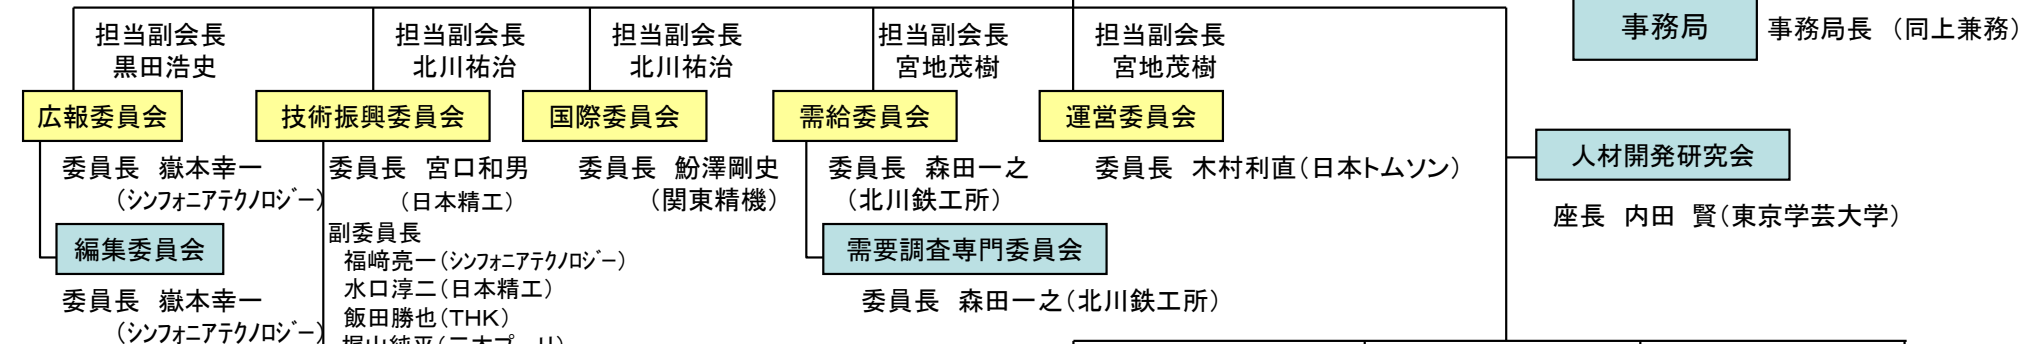 事務局
事務局長 （同上兼務）
担当副会長
黒田浩史
担当副会長
北川祐治
担当副会長
北川祐治
担当副会長
宮地茂樹
担当副会長
宮地茂樹
広報委員会
委員長 嶽本幸一
（シンフォニアテクノロジー）
編集委員会
委員長 嶽本幸一
（シンフォニアテクノロジー）
技術振興委員会
委員長 宮口和男
（日本精工）
副委員長
福﨑亮一（シンフォニアテクノロジー）
水口淳二（日本精工）
飯田勝也（THK）
国際委員会
委員長 鮒澤剛史
（関東精機）
需給委員会
委員長 森田一之
（北川鉄工所）
需要調査専門委員会
委員長 森田一之（北川鉄工所）
運営委員会
委員長 木村利直（日本トムソン）
人材開発研究会
座長 内田 賢（東京学芸大学）